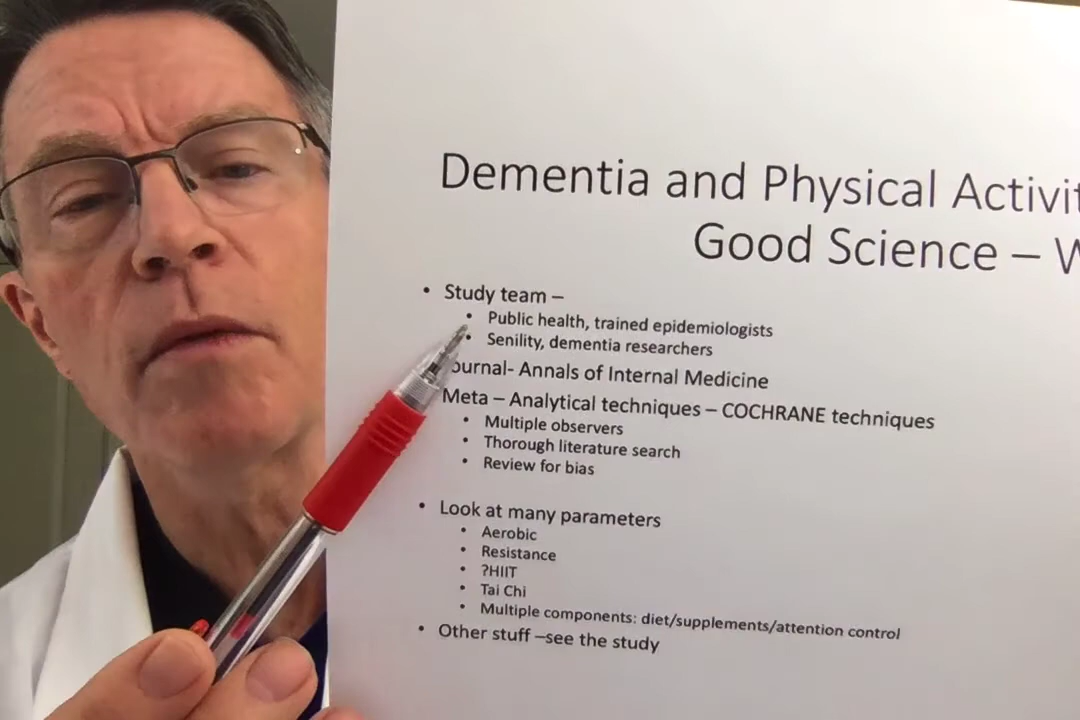 Dementia and Physical
Good Science –
• Study team –
• Public health, trained epidemiologists
• Senility, dementia researchers
Journal- Annals of Internal Medicine
Meta – Analytical techniques – COCHRANE techniques
• Multiple observers
• Thorough literature search
• Review for bias
• Look at many parameters
• Aerobic
• Resistance
• ?HIIT
• Tai Chi
• Multiple components: diet/supplements/attention control
• Other stuff –see the study